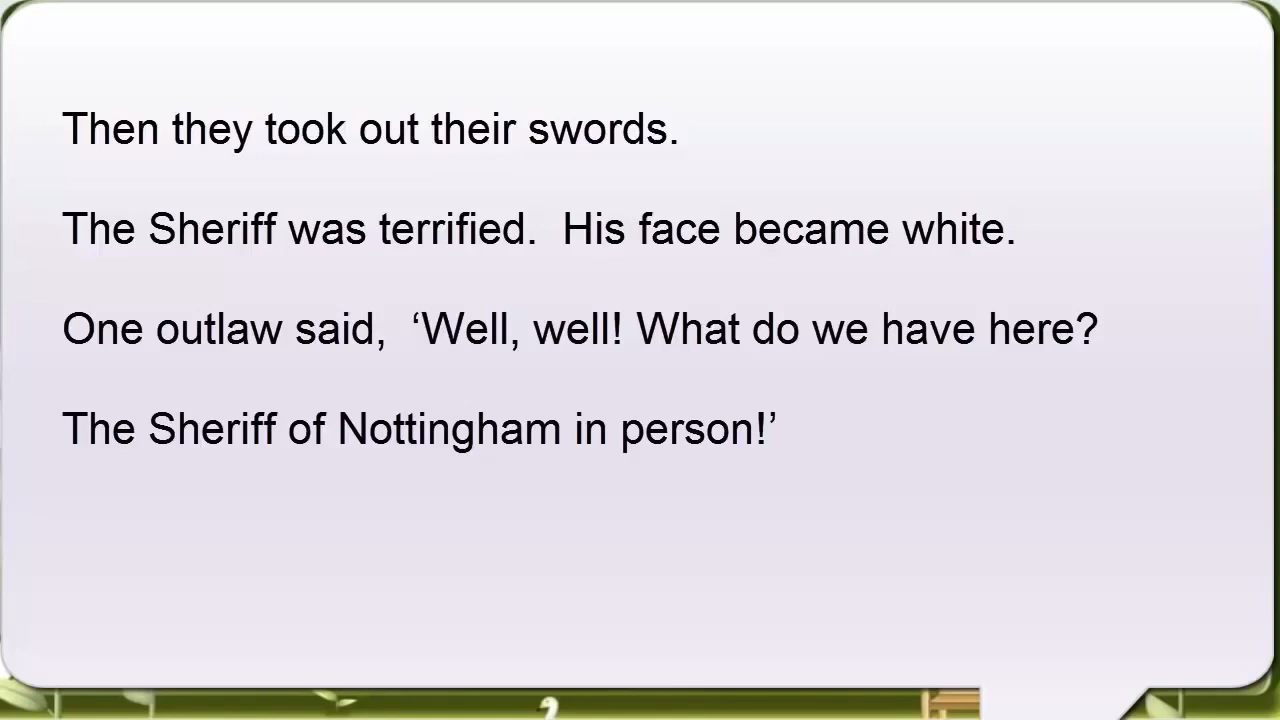 Then they took out their swords.
The Sheriff was terrified.  His face became white.
One outlaw said,  ‘Well, well! What do we have here?
The Sheriff of Nottingham in person!’